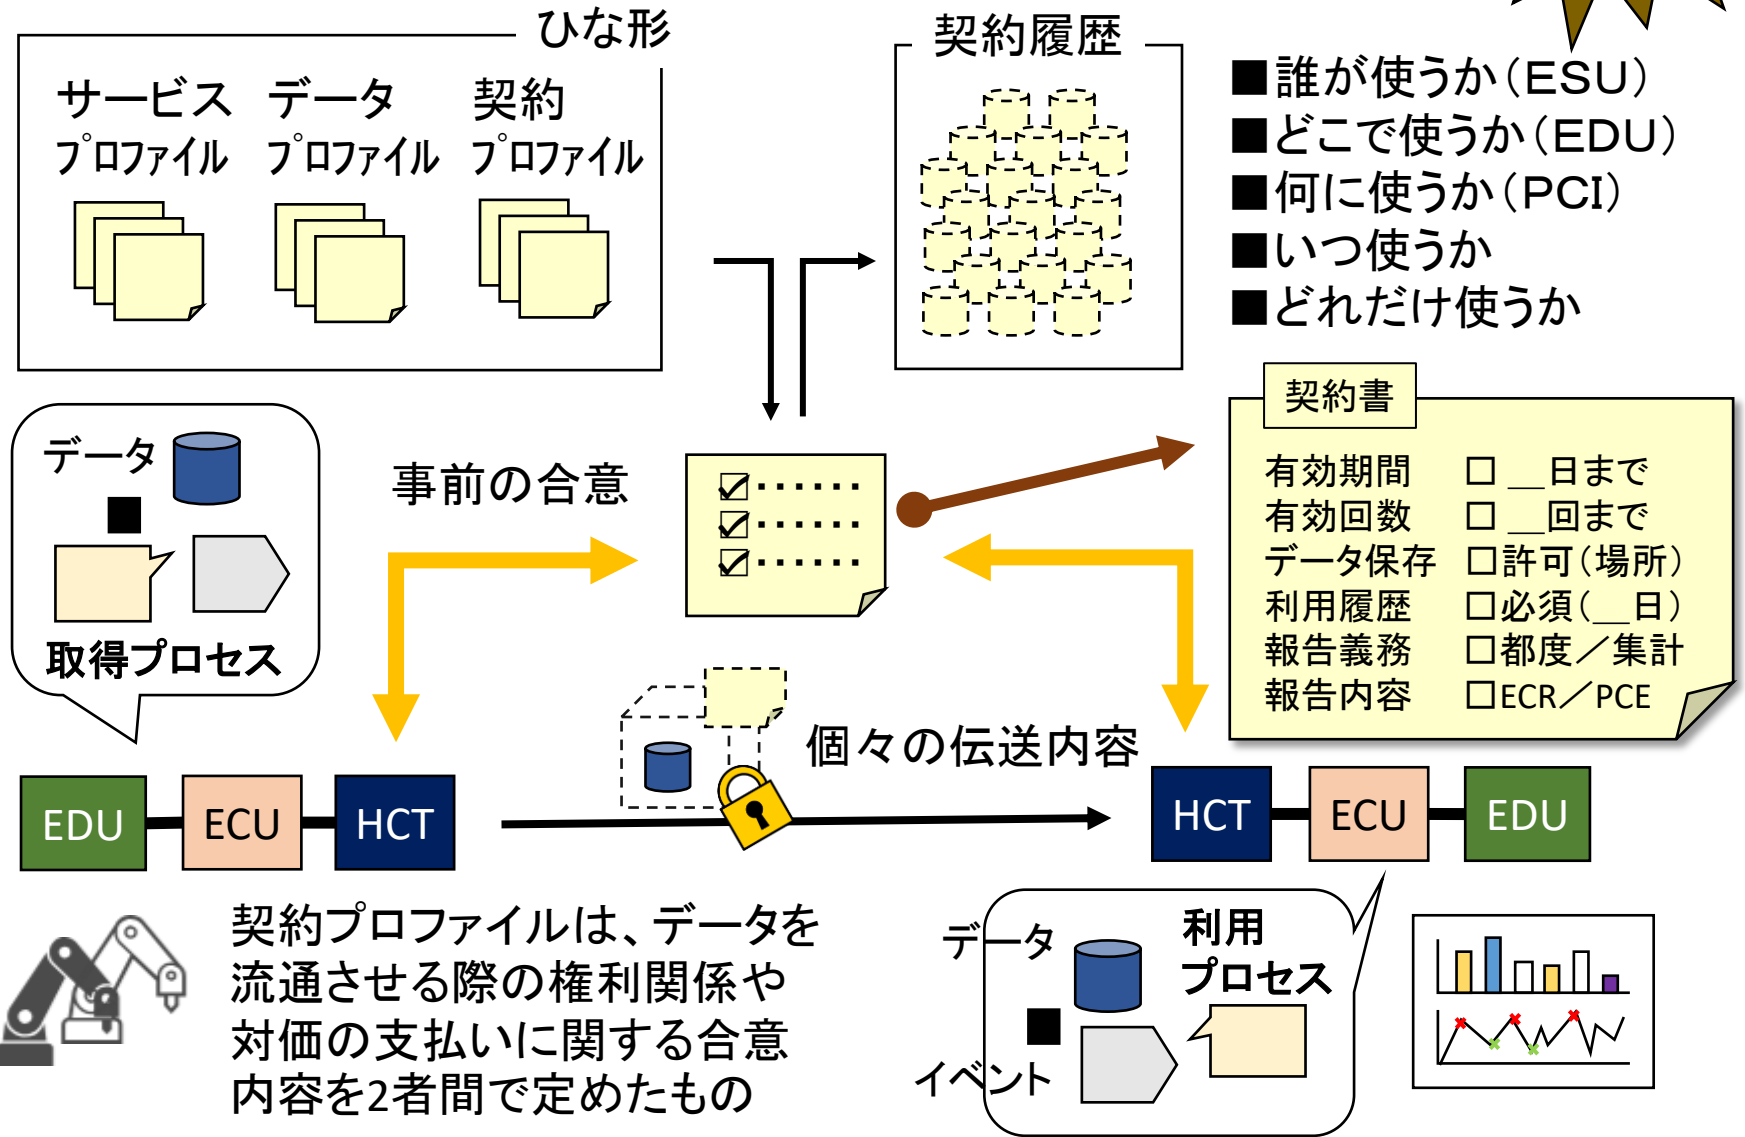 ひな形
サービス
プロファイル
データ
プロファイル
契約
プロファイル
契約履歴
■誰が使うか(ESU)
■どこで使うか(EDU)
■何に使うか(PCI)
■いつ使うか
■どれだけ使うか
データ
取得プロセス
事前の合意
契約書
有効期間 □ __日まで
有効回数 □ __回まで
データ保存 □許可(場所)
利用履歴 □必須(__日)
報告義務 □都度/集計
報告内容 □ECR/PCE
個々の伝送内容
EDU
ECU
HCT
HCT
ECU
EDU
契約プロファイルは、データを
流通させる際の権利関係や
対価の支払いに関する合意
内容を2者間で定めたもの
データ
利用
プロセス
イベント